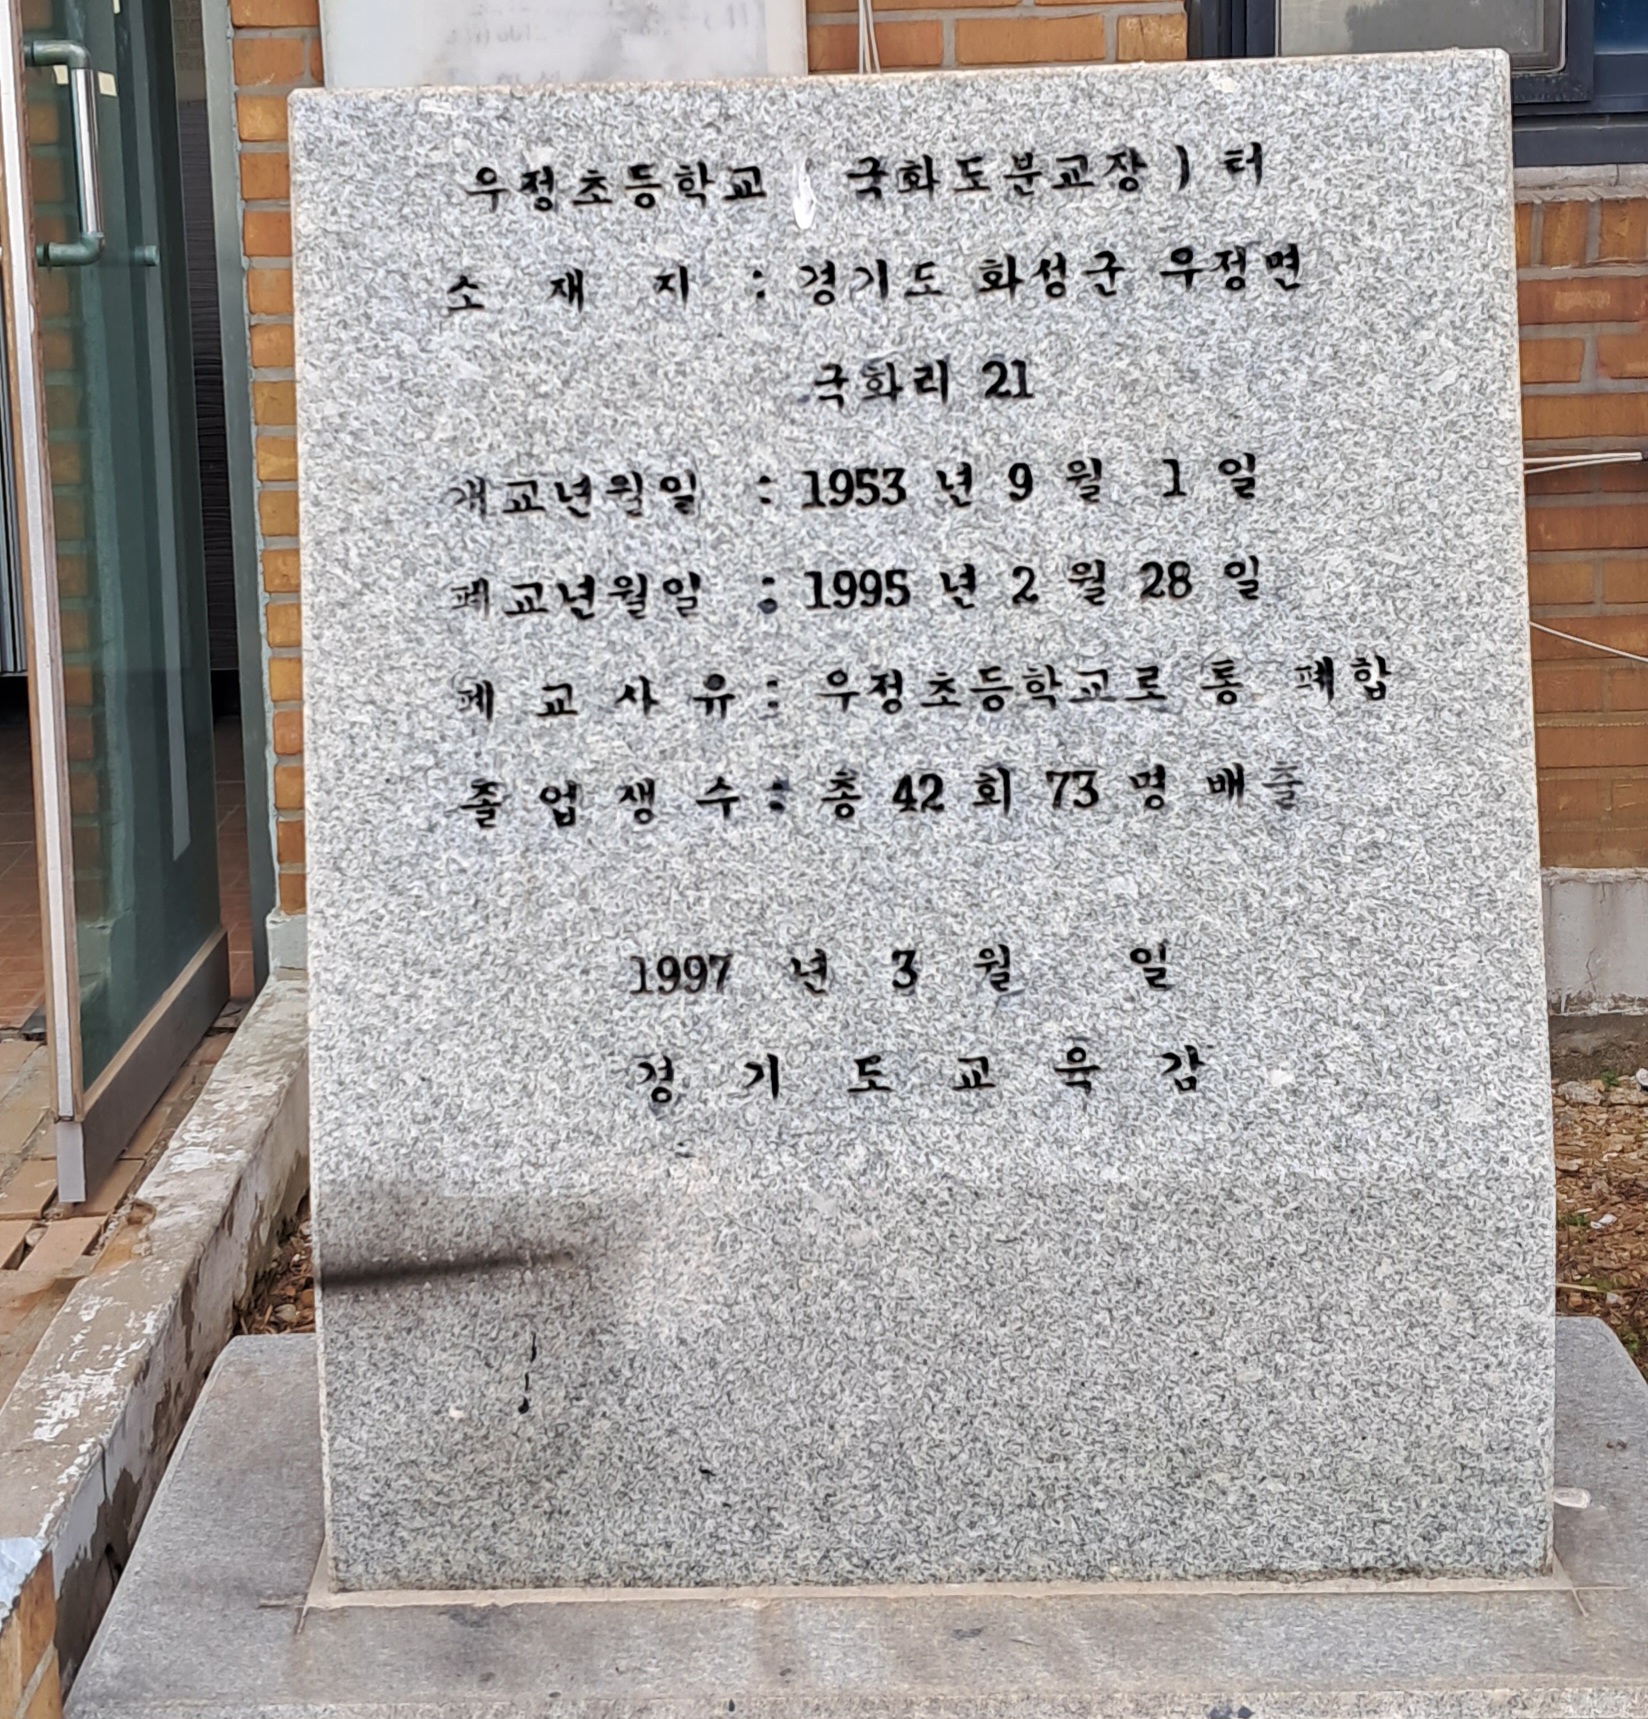 우정초등학교 ( 국화도분교장 ) 터
소 재 지 : 경기도 화성군 우정면
국화리 21
개교년월일 : 1953 년 9 월 1 일
폐교년월일 : 1995 년 2 월 28 일
폐 교 사 유 : 우정초등학교로 통 폐합
졸 업 생 수 : 총 42 회 73 명 배출
1997 년 3 월 일
경 기 도 교 육 감